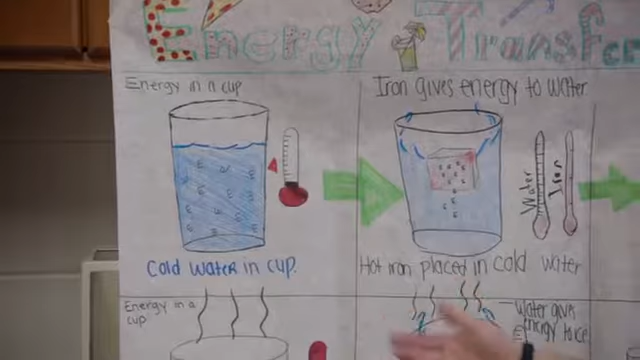 Energy Transfer
Energy in a cup
Iron gives energy to water
E E E E E E E E E
E E E E E E E E E
Water
Iron
Cold water in cup.
Hot iron placed in cold water
Energy in a
cup
Water gives
Energy to ice